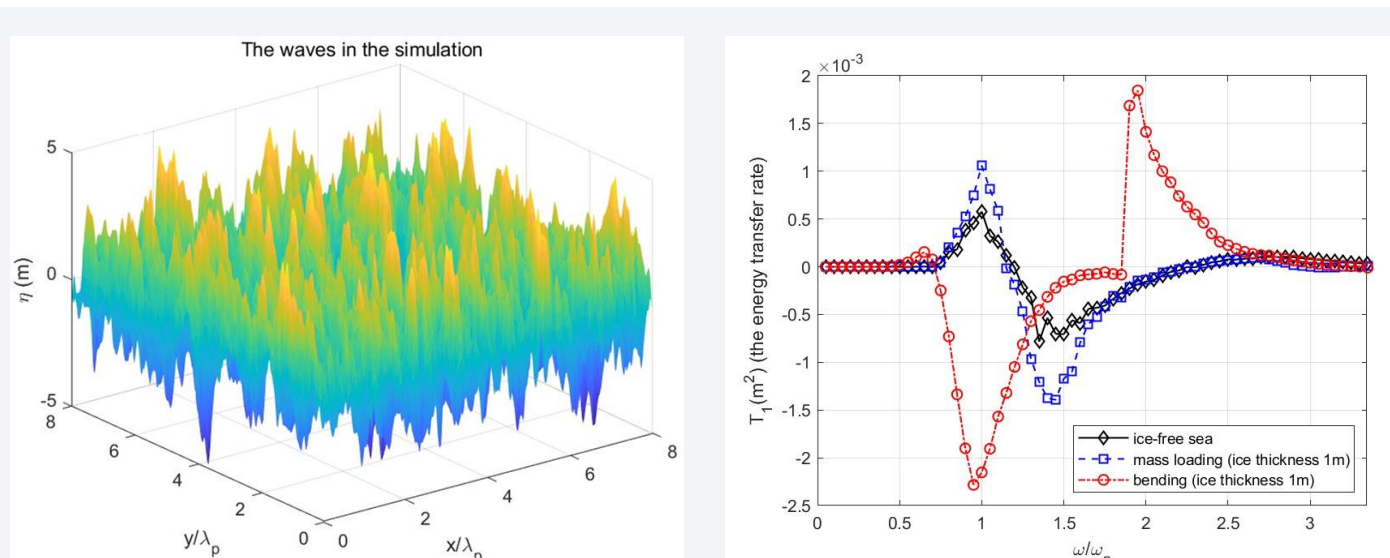 The waves in the simulation
5
0
-5
η (m)
8
6
4
2
0
y/λp
0
2
4
6
8
x/λp
×10-3
2
1.5
1
0.5
0
-0.5
-1
-1.5
-2
-2.5
T1(m2) (the energy transfer rate)
ice-free sea
mass loading (ice thickness 1m)
bending (ice thickness 1m)
0 0.5 1 1.5 2 2.5 3
ω/ωp